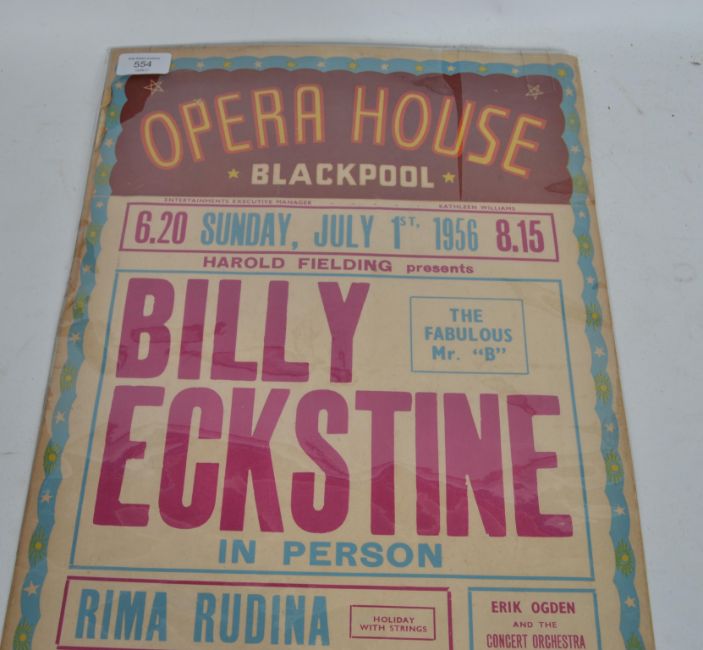 554
OPERA HOUSE
BLACKPOOL
ENTERTAINMENTS EXECUTIVE MANAGER KATHLEEN WILLIAMS
6.20 SUNDAY, JULY 1ST, 1956 8.15
HAROLD FIELDING presents
BILLY
ECKSTINE
THE
FABULOUS
Mr. "B"
IN PERSON
RIMA RUDINA
HOLIDAY
WITH STRINGS
ERIK OGDEN
AND THE
CONCERT ORCHESTRA